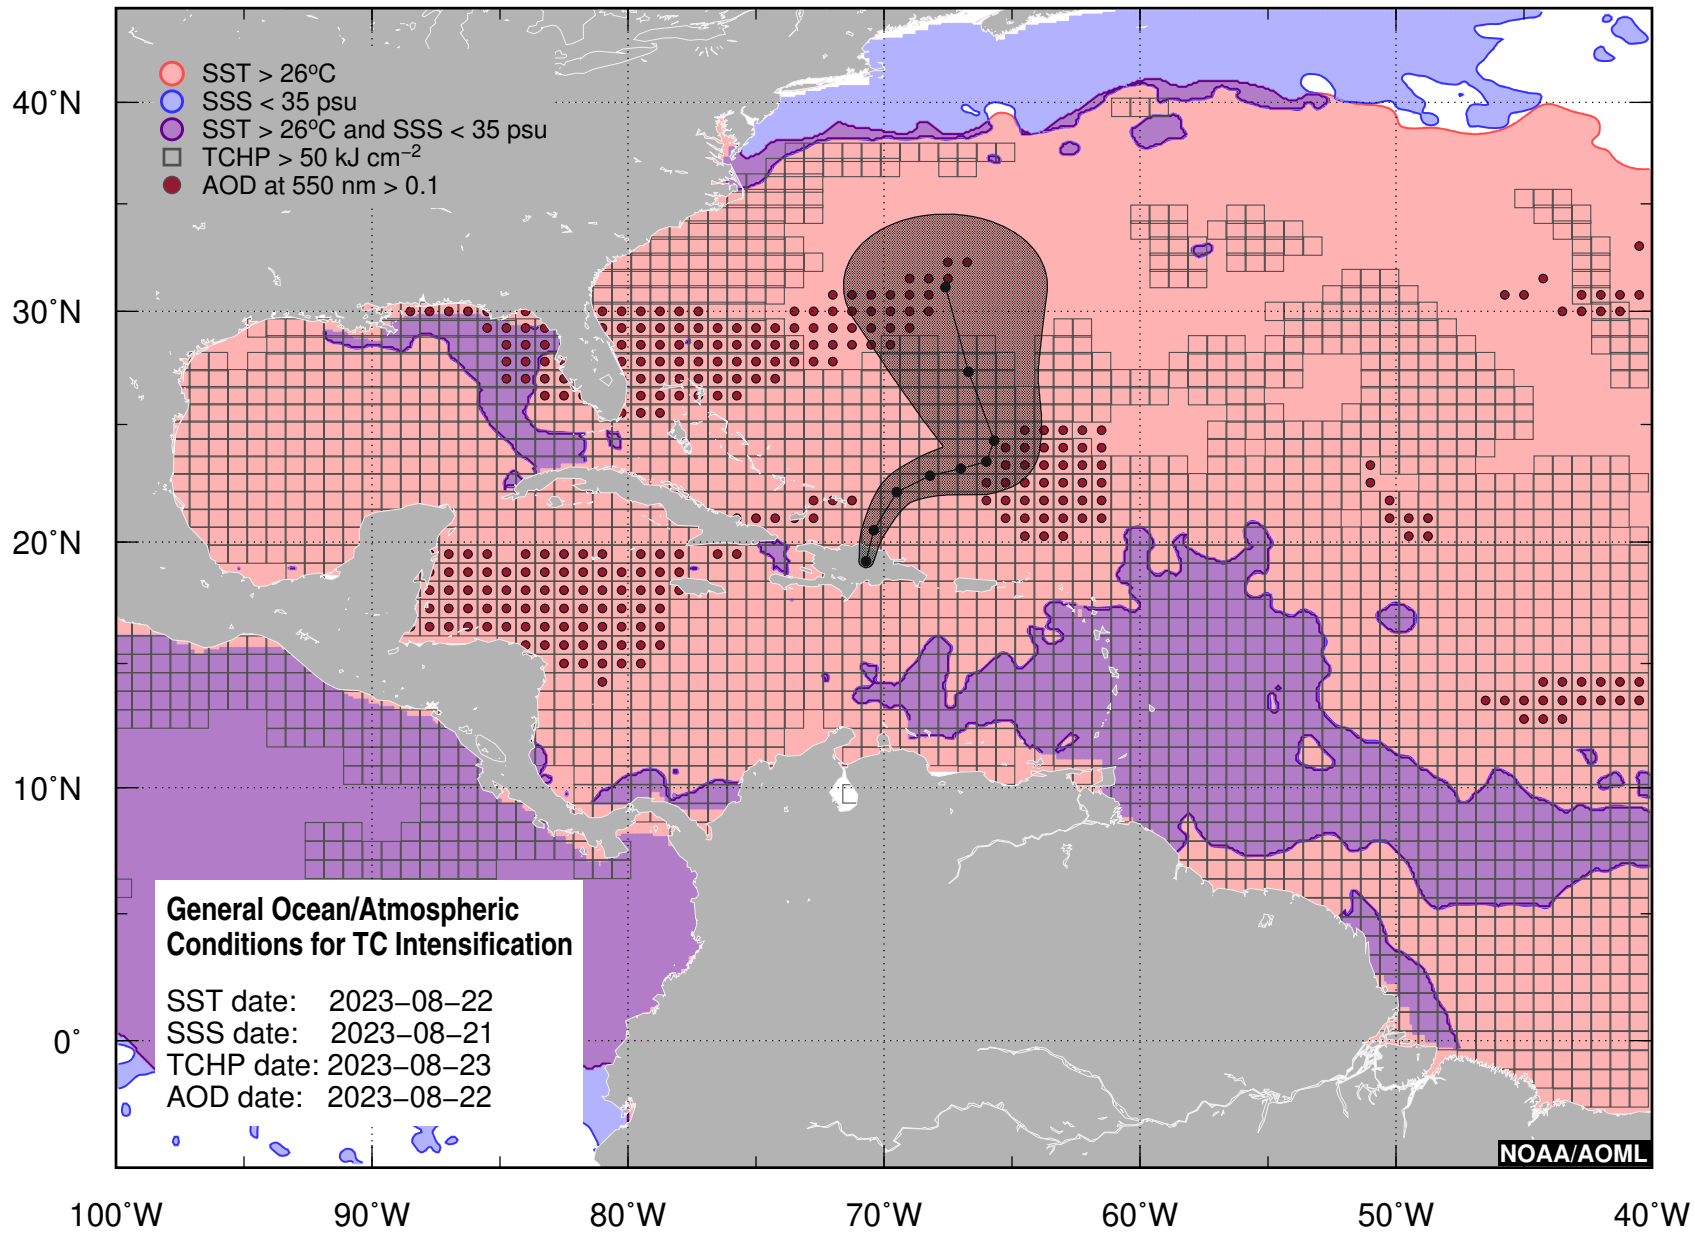 SST > 26°C
SSS < 35 psu
SST > 26°C and SSS < 35 psu
TCHP > 50 kJ cm⁻²
AOD at 550 nm > 0.1
40°N
30°N
20°N
10°N
0°
General Ocean/Atmospheric
Conditions for TC Intensification
SST date: 2023−08−22
SSS date: 2023−08−21
TCHP date: 2023−08−23
AOD date: 2023−08−22
NOAA/AOML
100°W 90°W 80°W 70°W 60°W 50°W 40°W